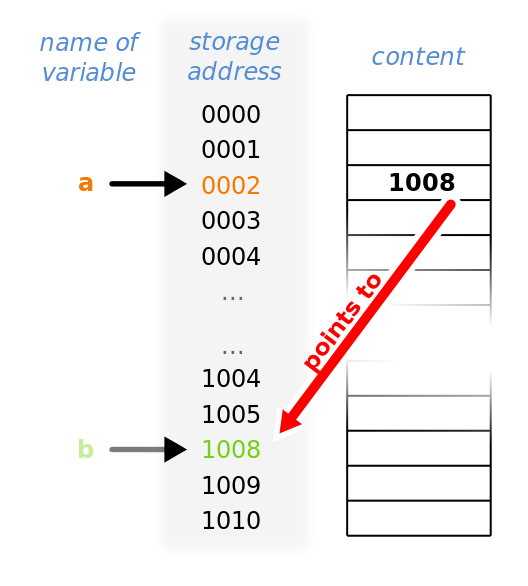 name of
variable
storage
address
content
0000
0001
a
0002
1008
0003
0004
...
points to
...
1004
1005
b
1008
1009
1010